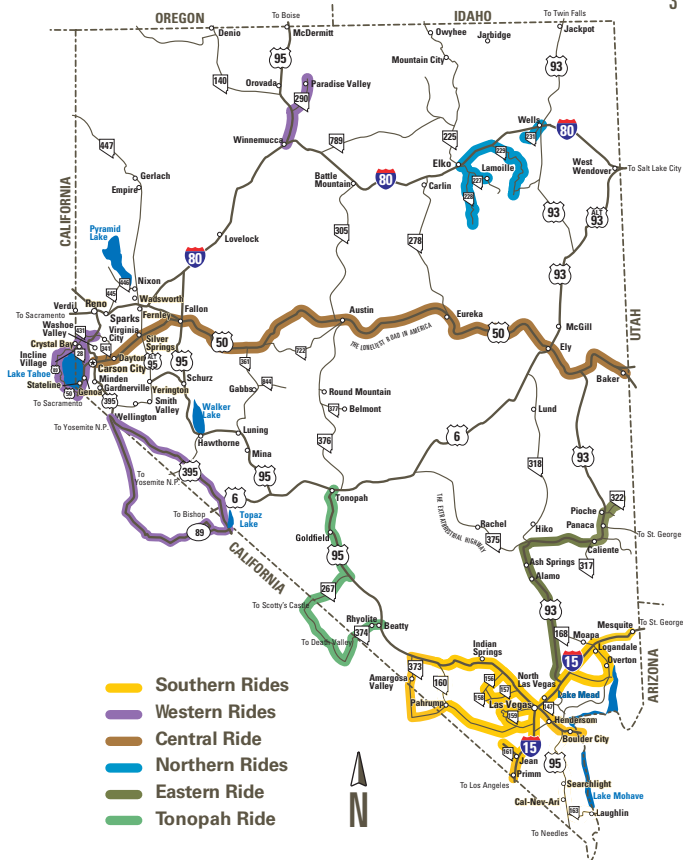 3
OREGON
IDAHO
To Boise
To Twin Falls
Denio
McDermitt
Owyhee
Jarbidge
Jackpot
Mountain City
95
93
140
Orovada
Paradise Valley
290
447
Winnemucca
789
225
Wells
231
80
229
Elko
Lamoille
227
228
West
Wendover
To Salt Lake City
Gerlach
Empire
Battle
Mountain
80
Carlin
93
ALT
93
CALIFORNIA
Pyramid
Lake
Lovelock
80
305
278
93
446
Nixon
445
Wadsworth
Verdi
Reno
Sparks
Fernley
Fallon
To Sacramento
Washoe
Valley
431
Virginia
City
341
Silver
Springs
Crystal Bay
28
Dayton
ALT
95
Incline
Village
89
Carson City
Lake Tahoe
Minden
Gardnerville
Stateline
50
Genoa
Yerington
95
Schurz
Smith
Valley
395
Wellington
To Sacramento
To Yosemite N.P.
50
Austin
THE LONELIEST ROAD IN AMERICA
Eureka
50
McGill
Ely
UTAH
Baker
722
361
844
Gabbs
Round Mountain
377
Belmont
Walker
Lake
Hawthorne
Luning
Mina
376
6
Lund
93
318
395
To
Yosemite N.P.
95
6
To Bishop
Topaz
Lake
89
CALIFORNIA
Tonopah
Goldfield
95
THE EXTRATERRESTRIAL HIGHWAY
Rachel
375
Hiko
Pioche
322
Panaca
To St. George
Caliente
317
Ash Springs
Alamo
93
267
To Scotty's Castle
Rhyolite
374
Beatty
To Death Valley
168
Moapa
Mesquite
To St. George
Logandale
Overton
15
ARIZONA
Indian
Springs
373
Amargosa
Valley
160
156
157
158
159
North
Las Vegas
Las Vegas
147
Lake Mead
Pahrump
Henderson
Boulder City
15
161
Jean
Primm
95
To Los Angeles
Searchlight
Cal-Nev-Ari
163
Lake Mohave
Laughlin
To Needles
Southern Rides
Western Rides
Central Ride
Northern Rides
Eastern Ride
Tonopah Ride
N